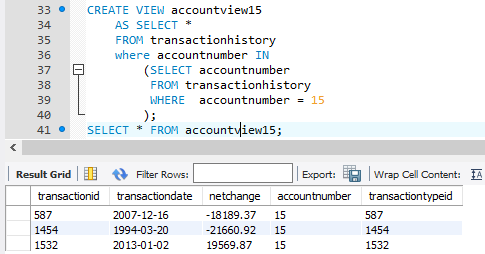 33 CREATE VIEW accountview15
34 AS SELECT *
35 FROM transactionhistory
36 where accountnumber IN
37 (SELECT accountnumber
38 FROM transactionhistory
39 WHERE accountnumber = 15
40 );
41 SELECT * FROM accountview15;
Result Grid Filter Rows: Export: Wrap Cell Content:
transactionid transactiondate netchange accountnumber transactiontypeid
587 2007-12-16 -18189.37 15 587
1454 1994-03-20 -21660.92 15 1454
1532 2013-01-02 19569.87 15 1532